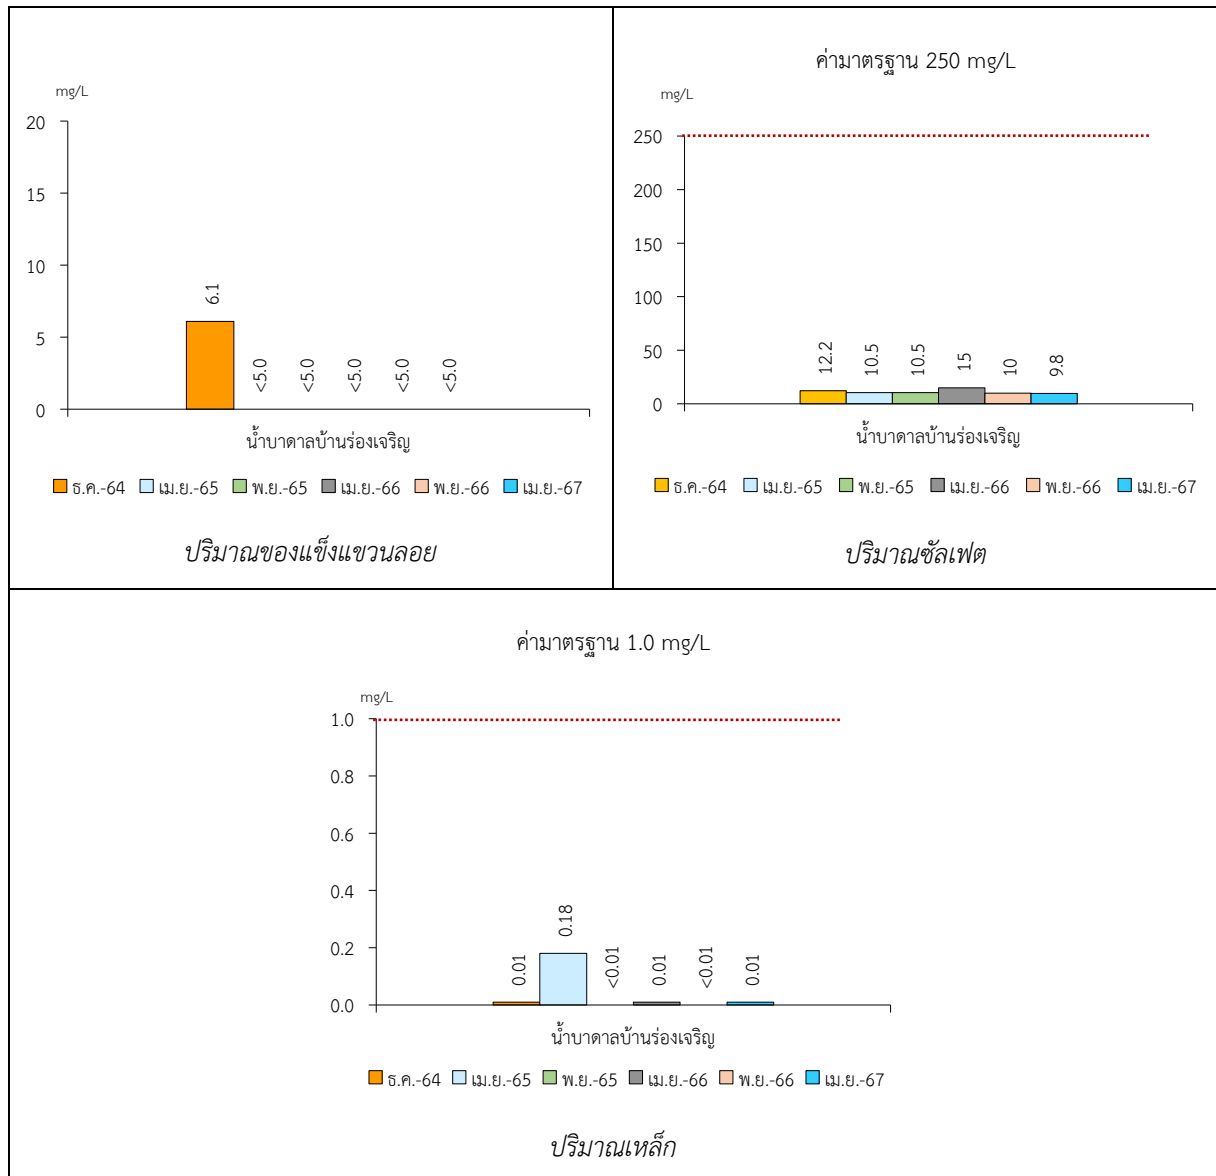 mg/L
20
15
10
5
0
6.1
<5.0
<5.0
<5.0
<5.0
<5.0
น้ำบาดาลบ้านร่องเจริญ
ธ.ค.-64 เม.ย.-65 พ.ย.-65 เม.ย.-66 พ.ย.-66 เม.ย.-67
ปริมาณของแข็งแขวนลอย
ค่ามาตรฐาน 250 mg/L
mg/L
250
200
150
100
50
0
12.2
10.5
10.5
15
10
9.8
น้ำบาดาลบ้านร่องเจริญ
ธ.ค.-64 เม.ย.-65 พ.ย.-65 เม.ย.-66 พ.ย.-66 เม.ย.-67
ปริมาณซัลเฟต
ค่ามาตรฐาน 1.0 mg/L
mg/L
1.0
0.8
0.6
0.4
0.2
0.0
0.01
0.18
<0.01
0.01
<0.01
0.01
น้ำบาดาลบ้านร่องเจริญ
ธ.ค.-64 เม.ย.-65 พ.ย.-65 เม.ย.-66 พ.ย.-66 เม.ย.-67
ปริมาณเหล็ก